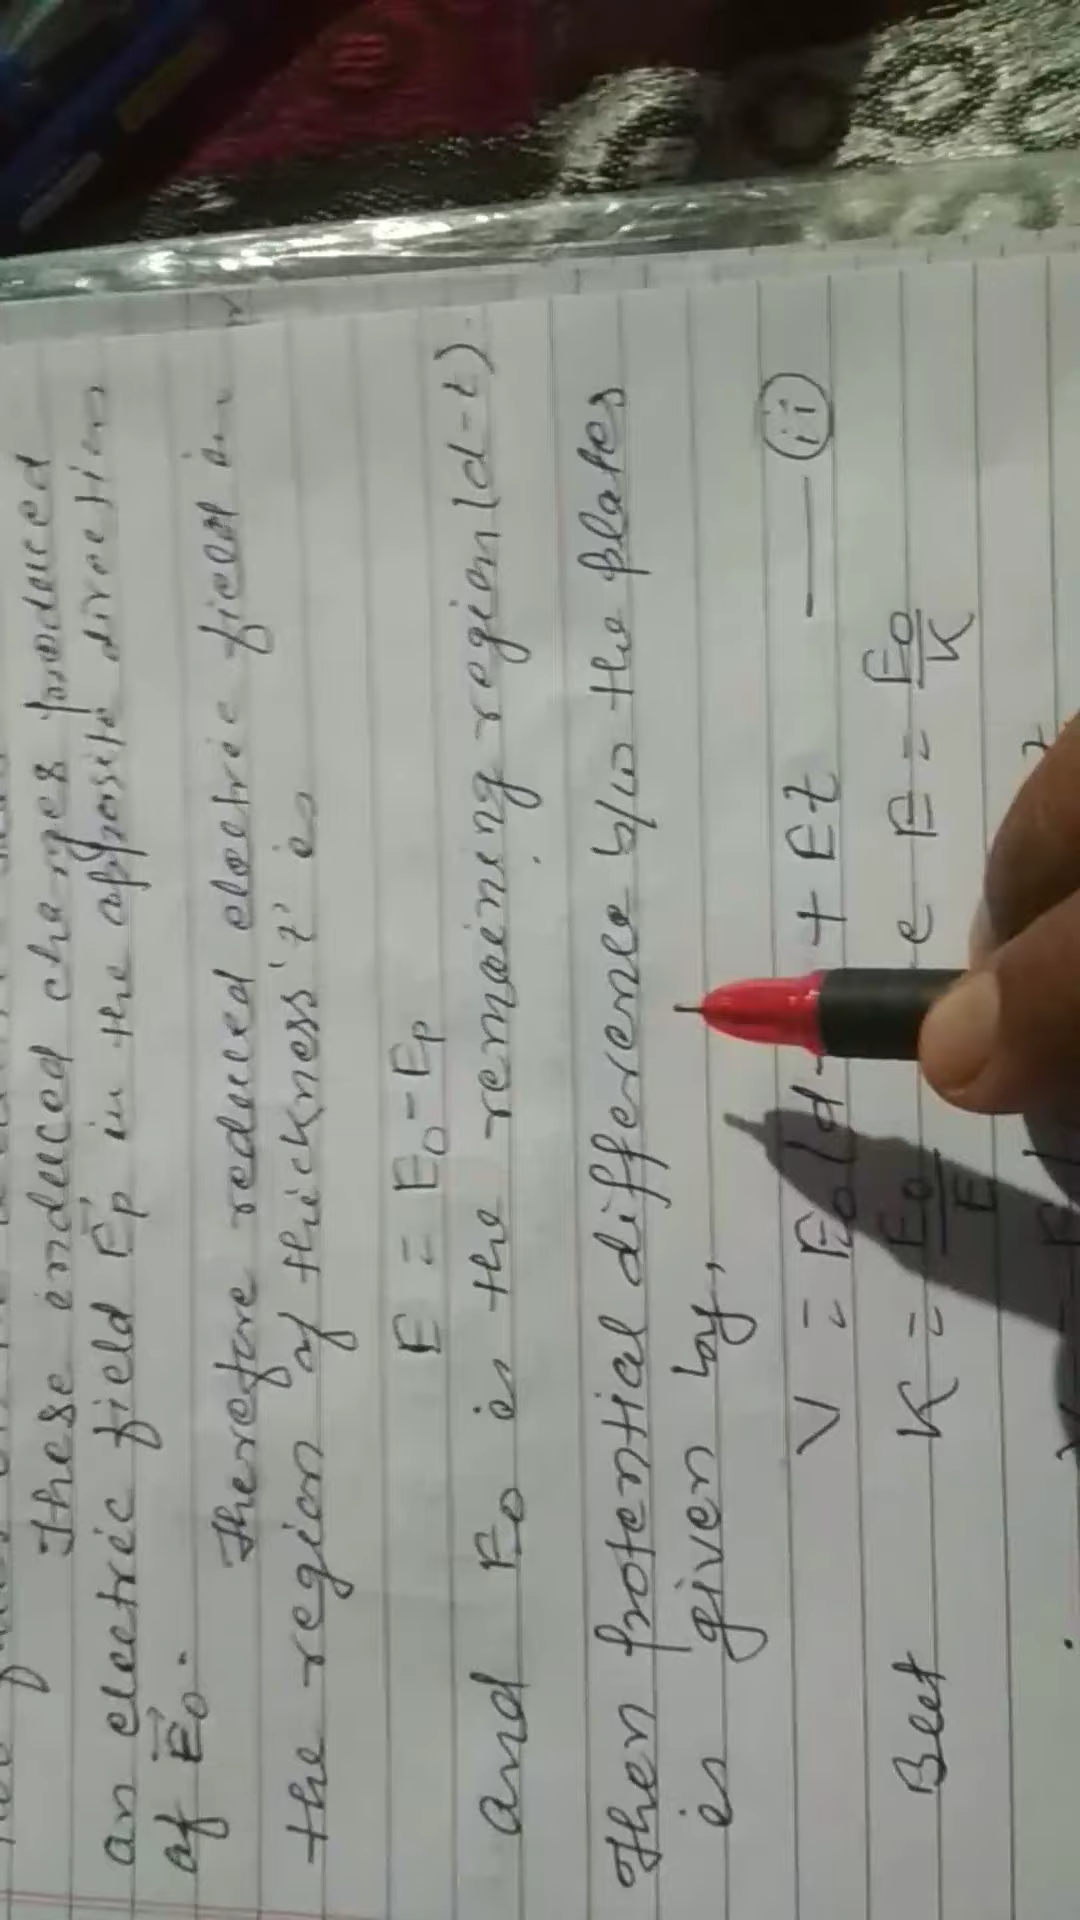 These induced charges produced
an electric field E⃗p in the opposite direction
of E⃗o.
Therefore reduced electric field in
the region of thickness 't' is
E = Eo - Ep
and Eo is the remaining region (d-t).
Then potential difference b/w the plates
is given by,
V = Eo(d- + Et — (ii)
But K = Eo/E E = Eo/K